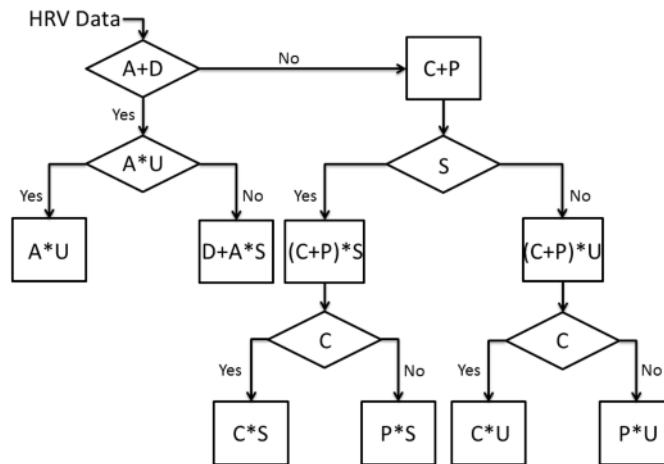 HRV Data
A+D
No
C+P
Yes
A*U
S
Yes
No
Yes
No
A*U
D+A*S
(C+P)*S
(C+P)*U
C
C
Yes
No
Yes
No
C*S
P*S
C*U
P*U